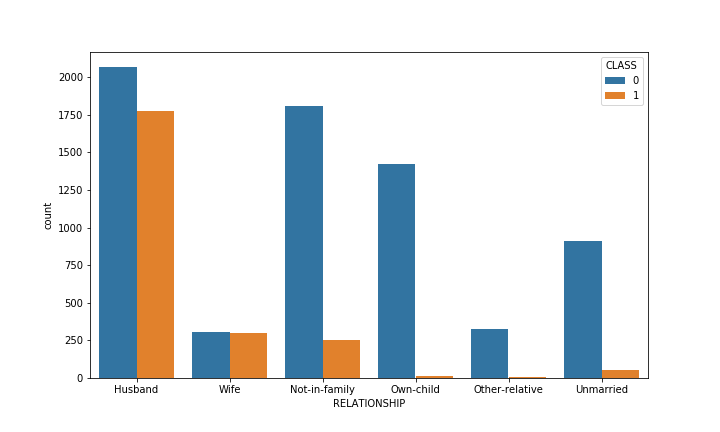 CLASS
0
1
2000
1750
1500
1250
1000
750
500
250
0
count
Husband Wife Not-in-family Own-child Other-relative Unmarried
RELATIONSHIP